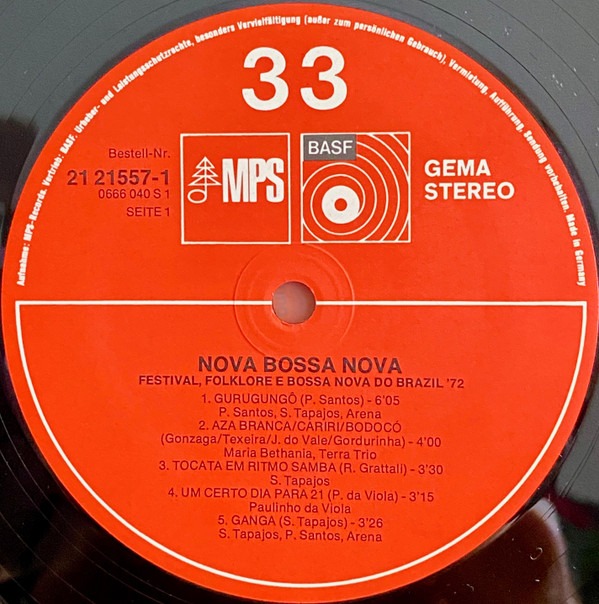 Aufnahme: MPS-Records. Vertrieb: BASF. Urheber- und Leistungsschutzrechte, besonders Vervielfältigung (außer zum persönlichen Gebrauch), Vermietung, Aufführung, Sendung vorbehalten. Made in Germany
33
Bestell-Nr.
21 21557-1
0666 040 S 1
SEITE 1
MPS
BASF
GEMA
STEREO
NOVA BOSSA NOVA
FESTIVAL, FOLKLORE E BOSSA NOVA DO BRAZIL '72
1. GURUGUNGÔ (P. Santos) - 6'05
P. Santos, S. Tapajos, Arena
2. AZA BRANCA/CARIRI/BODOCÓ
(Gonzaga/Texeira/J. do Vale/Gordurinha) - 4'00
Maria Bethania, Terra Trio
3. TOCATA EM RITMO SAMBA (R. Grattali) - 3'30
S. Tapajos
4. UM CERTO DIA PARA 21 (P. da Viola) - 3'15
Paulinho da Viola
5. GANGA (S. Tapajos) - 3'26
S. Tapajos, P. Santos, Arena